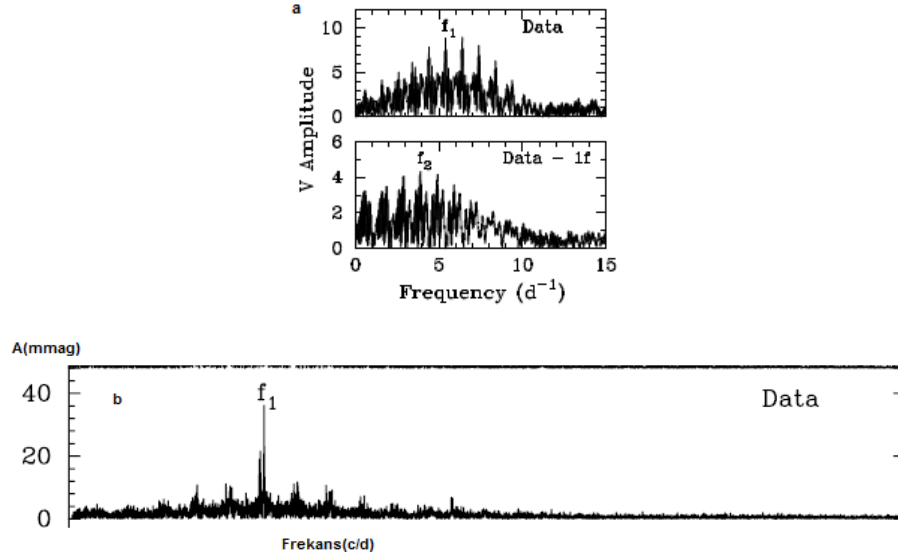 a
10
5
0
f1
Data
6
4
2
0
f2
Data - 1f
V Amplitude
0 5 10 15
Frequency (d⁻¹)
A(mmag)
40
20
0
b
f1
Data
Frekans(c/d)